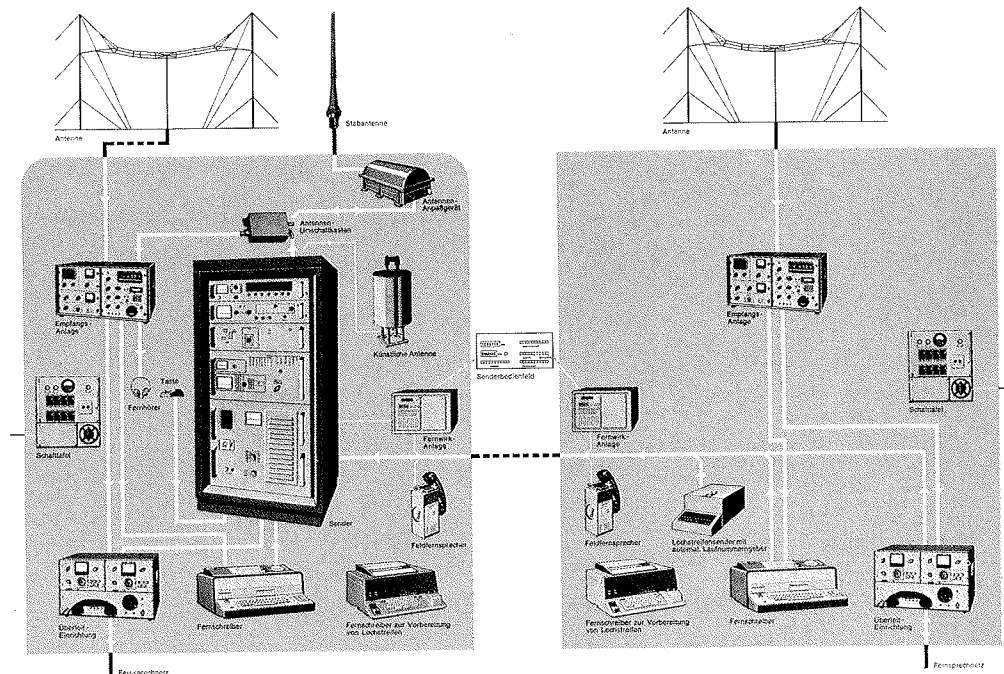 Antenne
Stabantenne
Antenne
Antennen-
Anpaßgerät
Antennen-
Umschaltkasten
Empfangs-
Anlage
Künstliche Antenne
Empfangs-
Anlage
Senderbedienfeld
Fernhörer
Taste
Schalttafel
Fernwirk-
Anlage
Fernwirk-
Anlage
Schalttafel
Sender
Feldfernsprecher
Feldfernsprecher
Lochstreifensender mit
automat. Laufnummerngeber
Überleit-
Einrichtung
Fernschreiber
Fernschreiber zur Vorbereitung
von Lochstreifen
Fernschreiber zur Vorbereitung
von Lochstreifen
Fernschreiber
Überleit-
Einrichtung
Fernsprechnetz
Fernsprechnetz